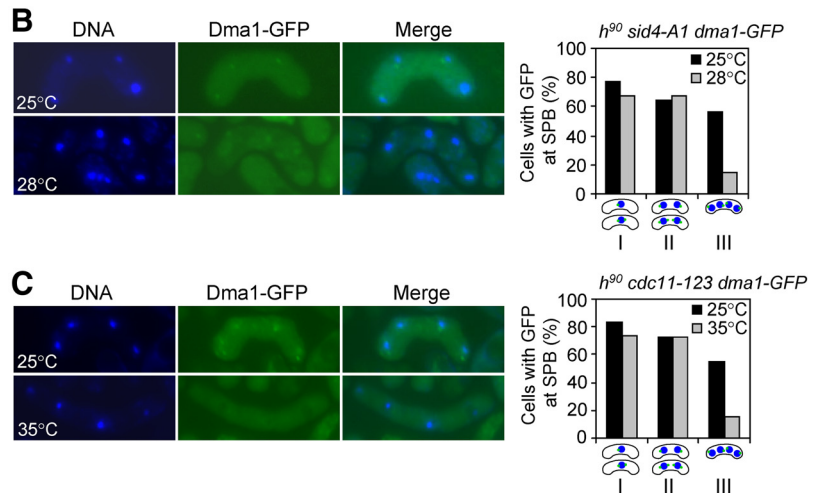 B
DNA Dma1-GFP Merge
25°C
28°C
h90 sid4-A1 dma1-GFP
Cells with GFP
at SPB (%)
100
80
60
40
20
0
25°C
28°C
I II III
C
DNA Dma1-GFP Merge
25°C
35°C
h90 cdc11-123 dma1-GFP
Cells with GFP
at SPB (%)
100
80
60
40
20
0
25°C
35°C
I II III